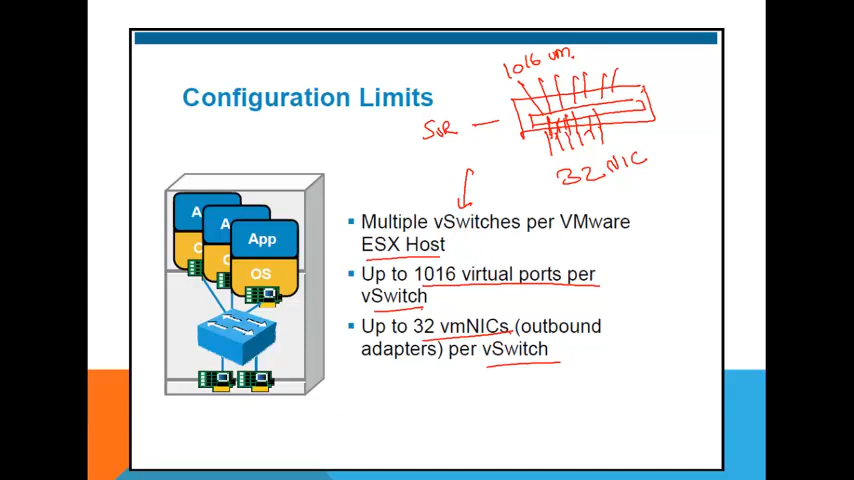 1016 vm.
Configuration Limits
SVR
32 NIC
Multiple vSwitches per VMware
ESX Host
A
A
App
O
C
OS
Up to 1016 virtual ports per
vSwitch
Up to 32 vmNICs (outbound
adapters) per vSwitch